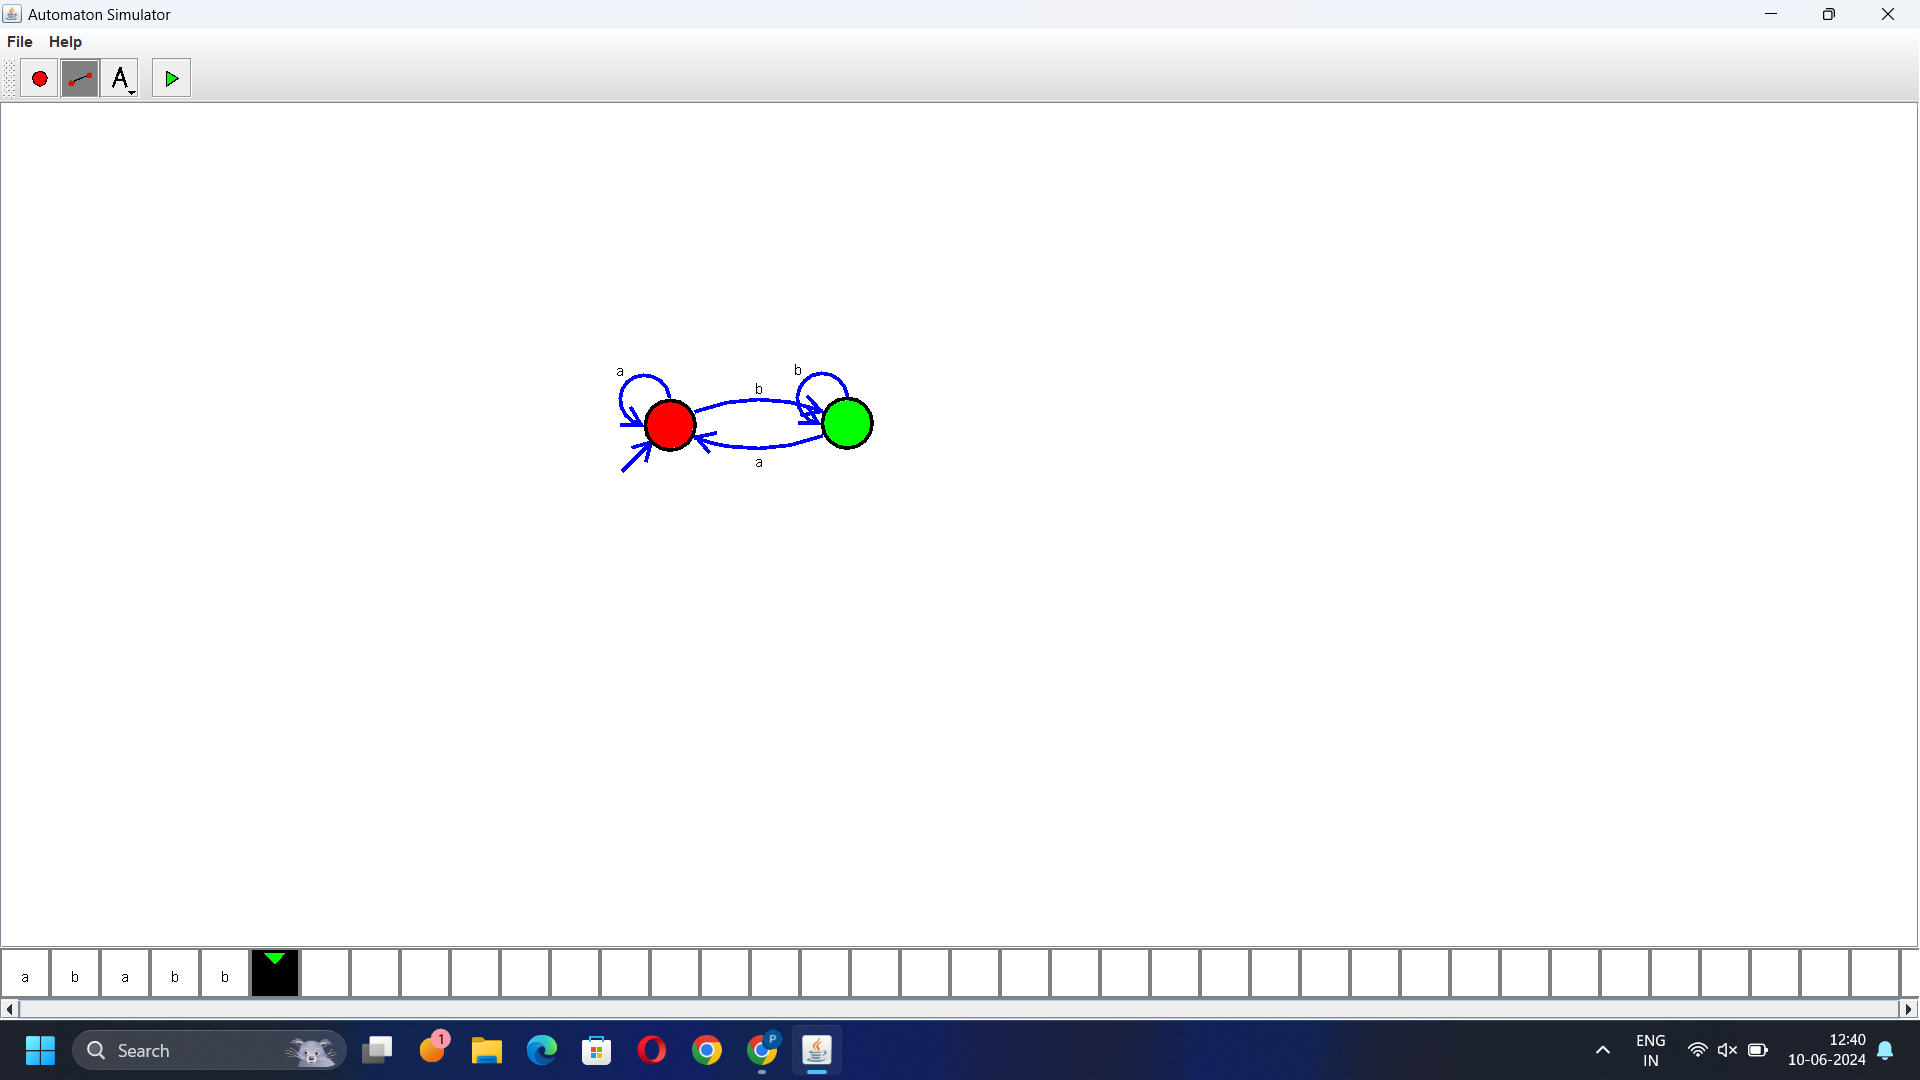 Automaton Simulator
File Help
A
a
b
b
a
a b a b b
Search
1
P
ENG
IN
12:40
10-06-2024